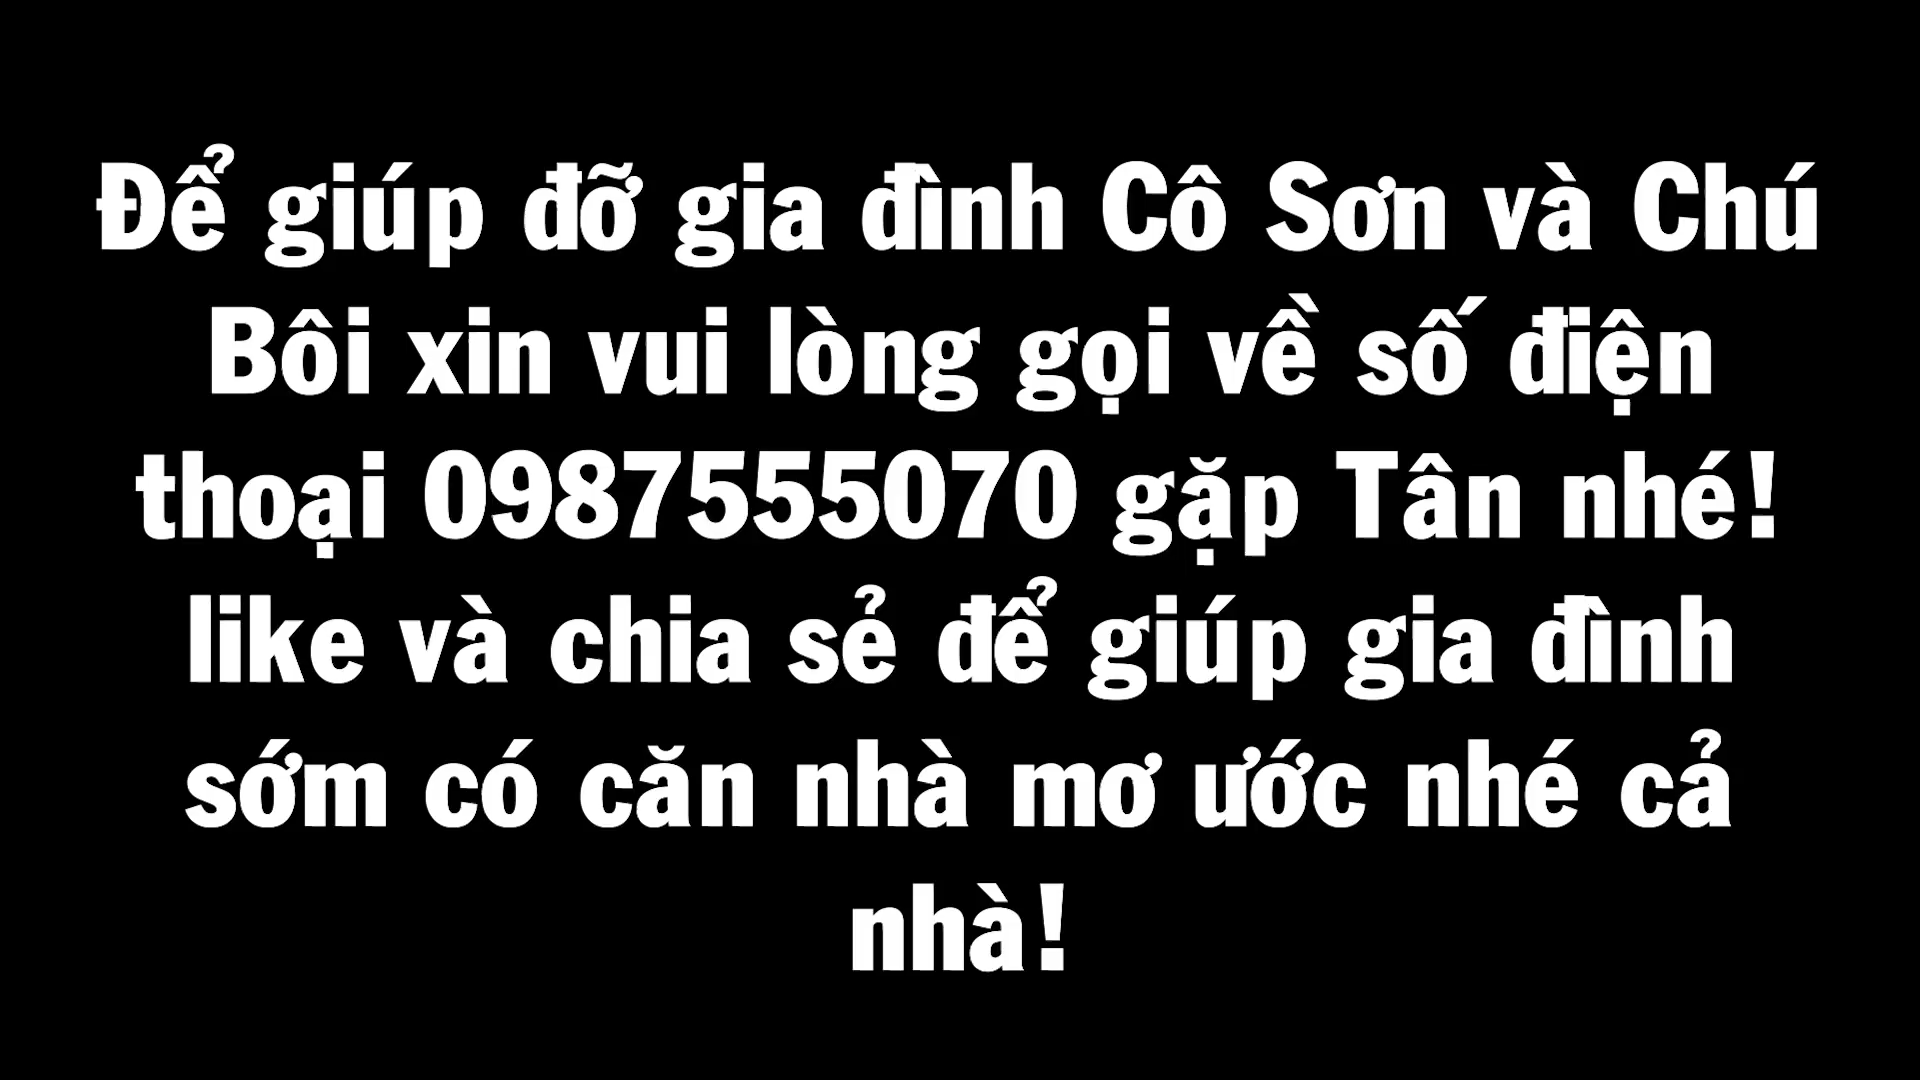 Để giúp đỡ gia đình Cô Sơn và Chú
Bôi xin vui lòng gọi về số điện
thoại 0987555070 gặp Tân nhé!
like và chia sẻ để giúp gia đình
sớm có căn nhà mơ ước nhé cả
nhà!